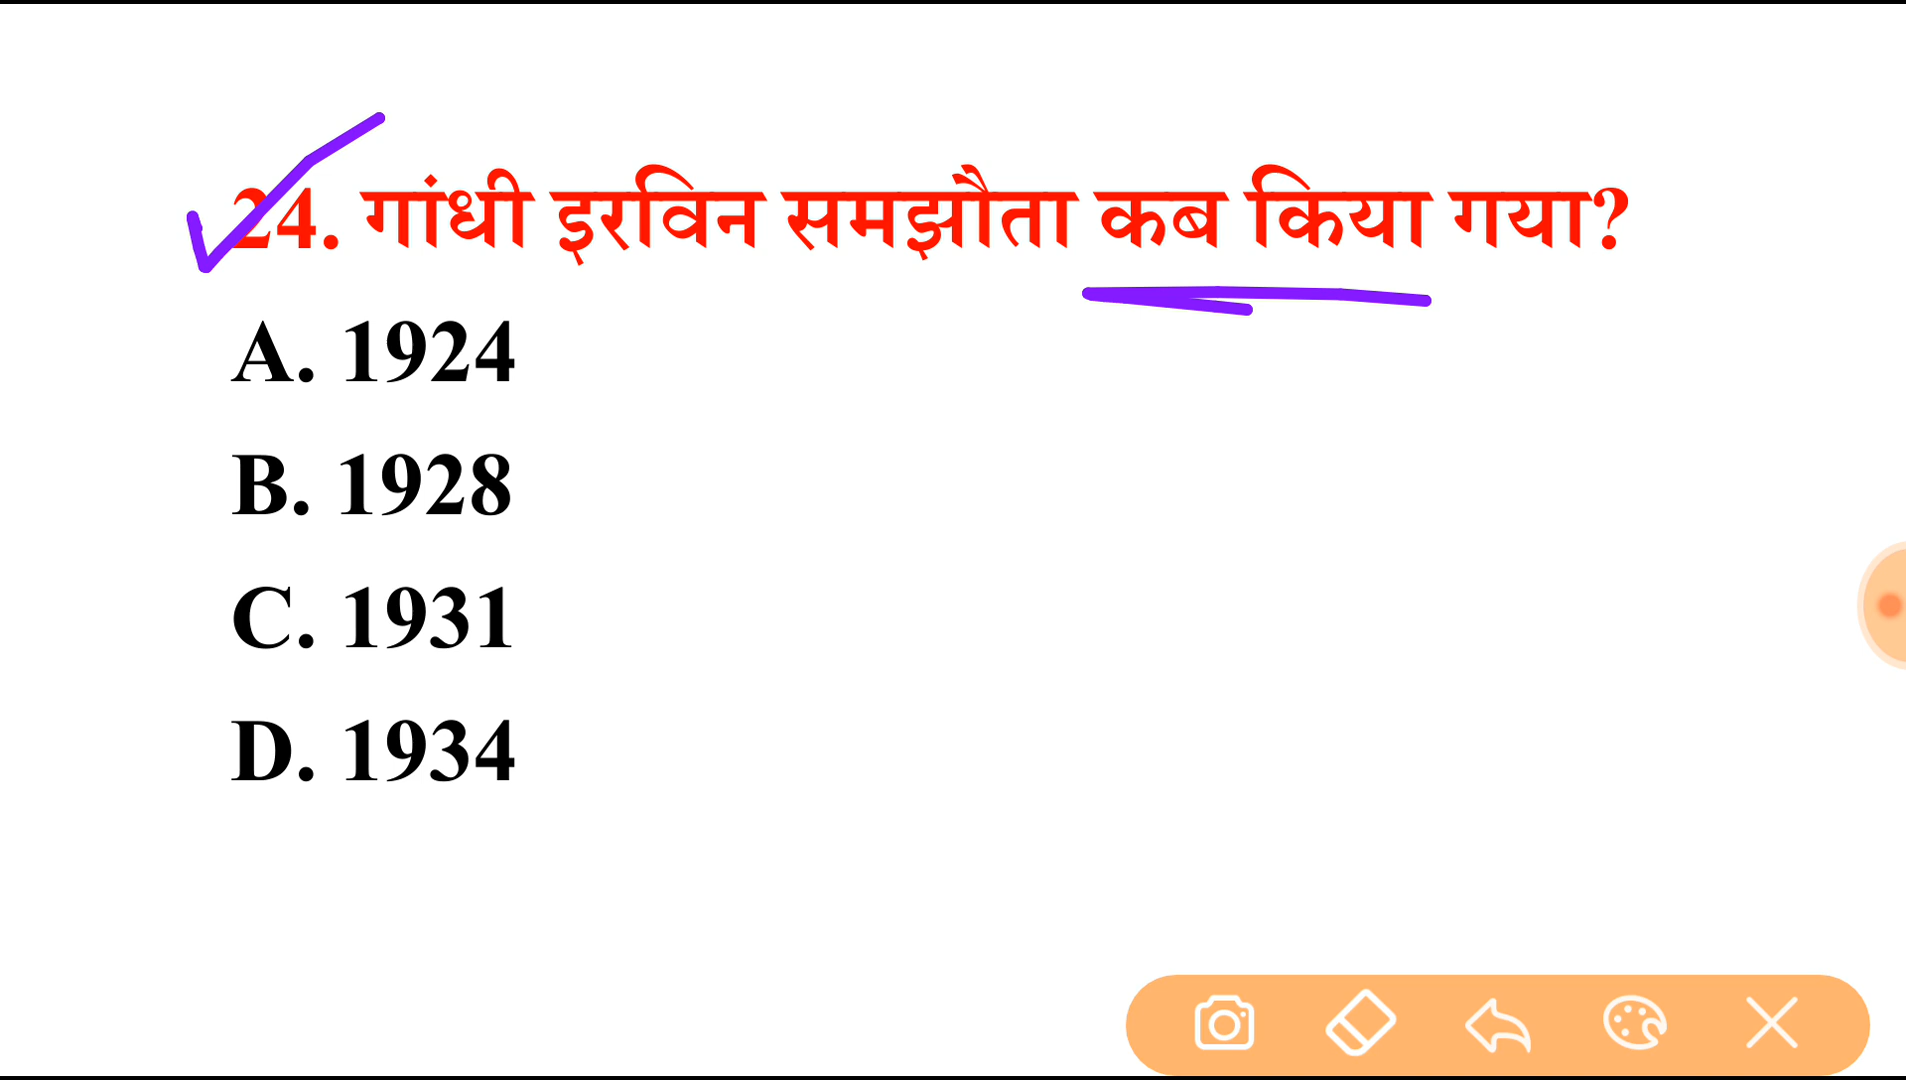 24. गांधी इरविन समझौता कब किया गया?
A. 1924
B. 1928
C. 1931
D. 1934